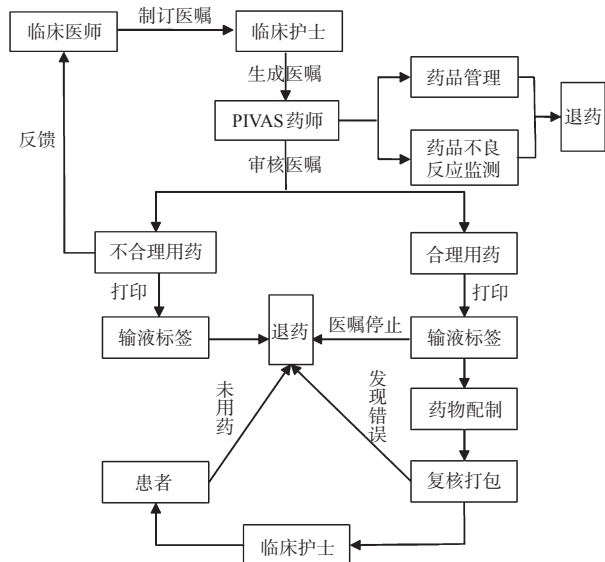 制订医嘱
临床医师
临床护士
生成医嘱
药品管理
PIVAS药师
退药
反馈
药品不良
反应监测
审核医嘱
不合理用药
合理用药
打印
打印
输液标签
退药
医嘱停止
输液标签
未用药
发现错误
药物配制
患者
复核打包
临床护士